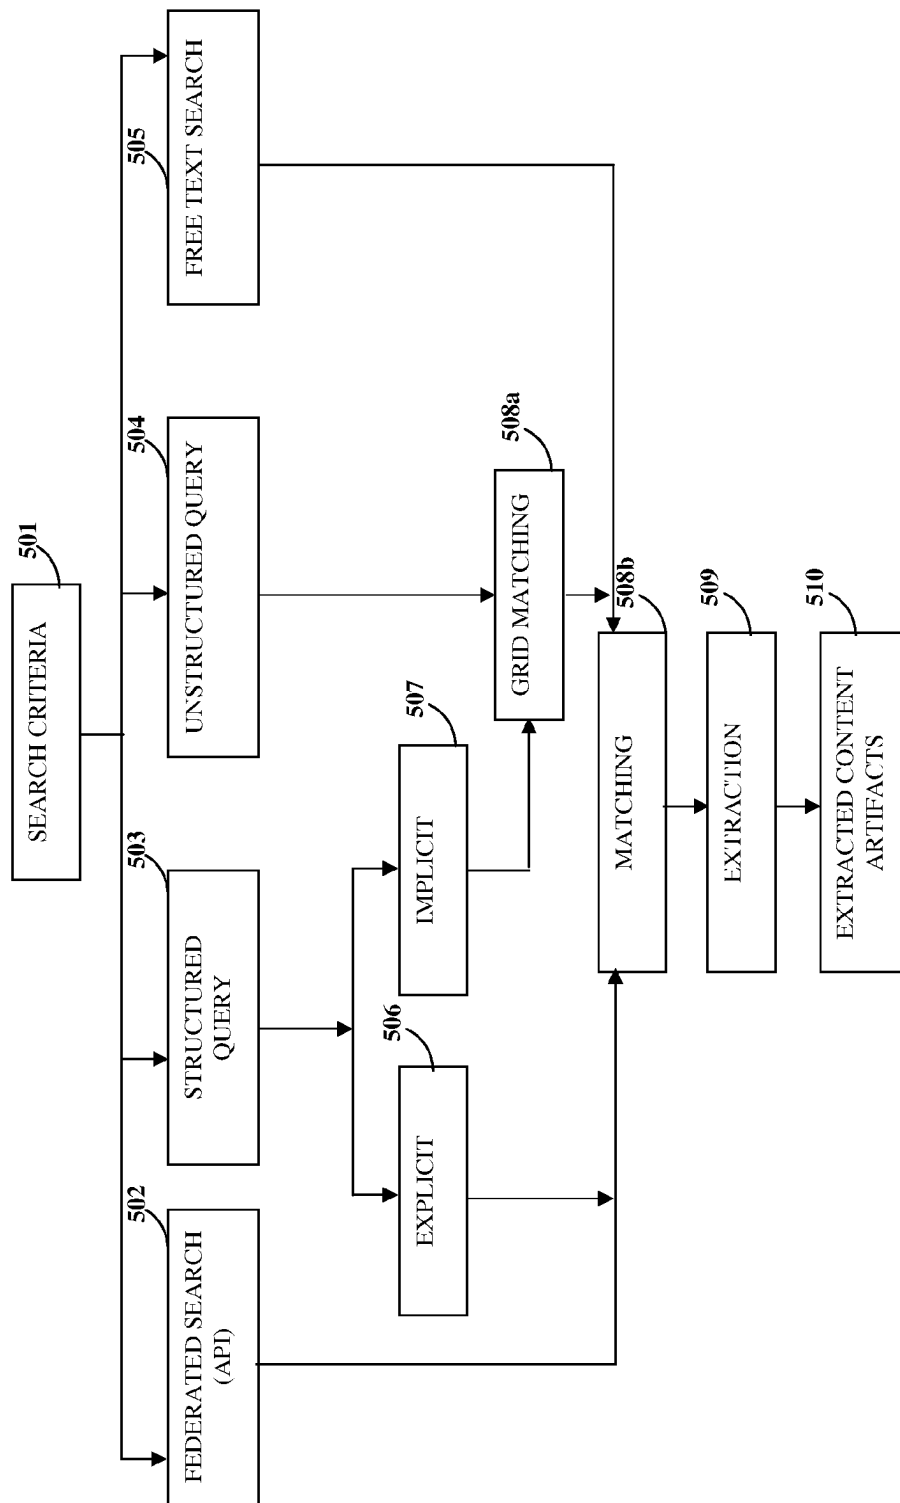 501
SEARCH CRITERIA
502
FEDERATED SEARCH
(API)
503
STRUCTURED
QUERY
504
UNSTRUCTURED QUERY
505
FREE TEXT SEARCH
506
EXPLICIT
507
IMPLICIT
508a
GRID MATCHING
508b
MATCHING
509
EXTRACTION
510
EXTRACTED CONTENT
ARTIFACTS